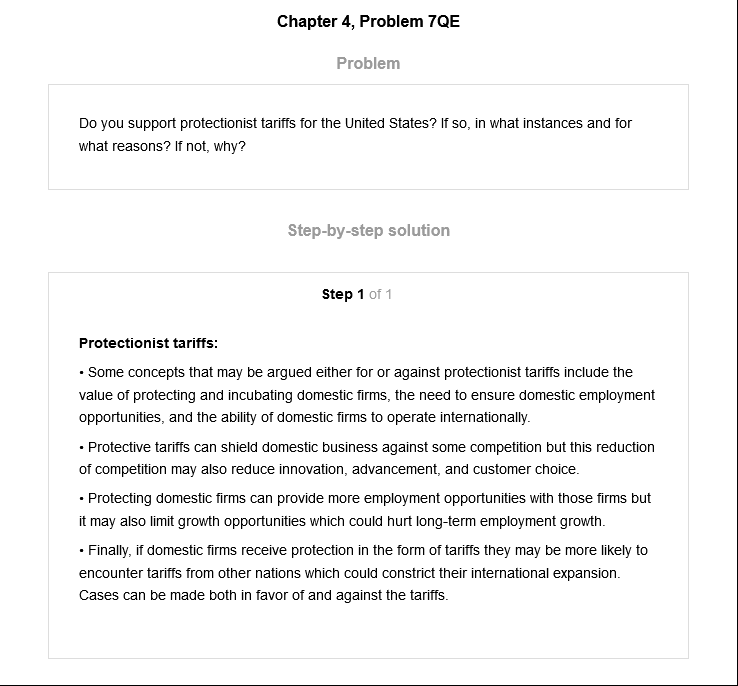 Chapter 4, Problem 7QE
Problem
Do you support protectionist tariffs for the United States? If so, in what instances and for
what reasons? If not, why?
Step-by-step solution
Step 1 of 1
Protectionist tariffs:
• Some concepts that may be argued either for or against protectionist tariffs include the
value of protecting and incubating domestic firms, the need to ensure domestic employment
opportunities, and the ability of domestic firms to operate internationally.
• Protective tariffs can shield domestic business against some competition but this reduction
of competition may also reduce innovation, advancement, and customer choice.
• Protecting domestic firms can provide more employment opportunities with those firms but
it may also limit growth opportunities which could hurt long-term employment growth.
• Finally, if domestic firms receive protection in the form of tariffs they may be more likely to
encounter tariffs from other nations which could constrict their international expansion.
Cases can be made both in favor of and against the tariffs.